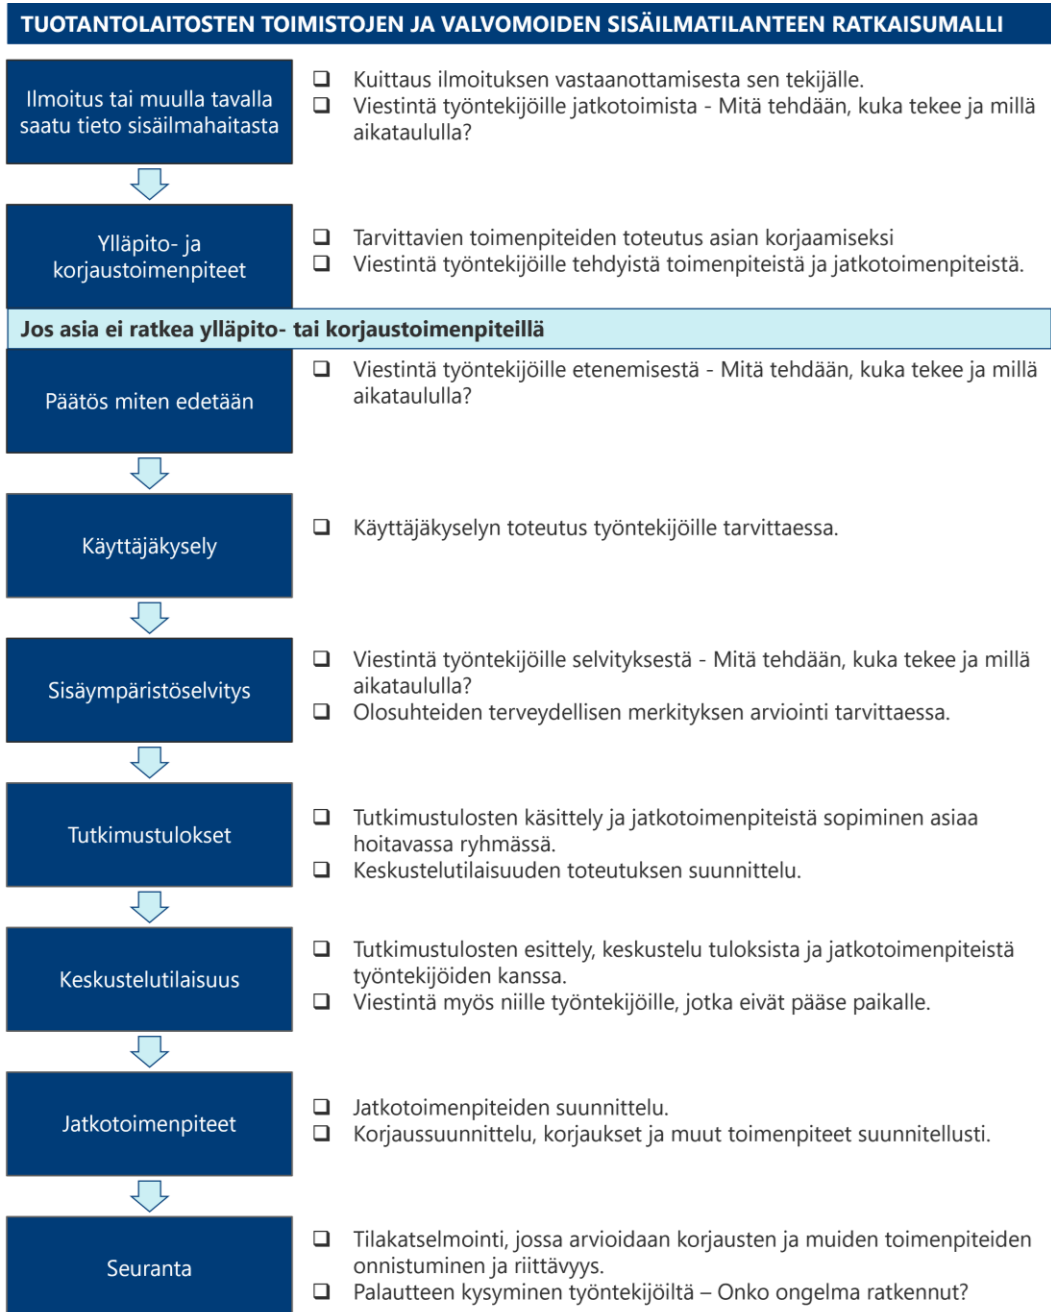 TUOTANTOLAITOSTEN TOIMISTOJEN JA VALVOMOIDEN SISÄILMATILANTEEN RATKAISUMALLI
Ilmoitus tai muulla tavalla
saatu tieto sisäilmahaitasta
❑ Kuittaus ilmoituksen vastaanottamisesta sen tekijälle.
❑ Viestintä työntekijöille jatkotoimista - Mitä tehdään, kuka tekee ja millä
aikataululla?
Ylläpito- ja
korjaustoimenpiteet
❑ Tarvittavien toimenpiteiden toteutus asian korjaamiseksi
❑ Viestintä työntekijöille tehdyistä toimenpiteistä ja jatkotoimenpiteistä.
Jos asia ei ratkea ylläpito- tai korjaustoimenpiteillä
Päätös miten edetään
❑ Viestintä työntekijöille etenemisestä - Mitä tehdään, kuka tekee ja millä
aikataululla?
Käyttäjäkysely
❑ Käyttäjäkyselyn toteutus työntekijöille tarvittaessa.
Sisäympäristöselvitys
❑ Viestintä työntekijöille selvityksestä - Mitä tehdään, kuka tekee ja millä
aikataululla?
❑ Olosuhteiden terveydellisen merkityksen arviointi tarvittaessa.
Tutkimustulokset
❑ Tutkimustulosten käsittely ja jatkotoimenpiteistä sopiminen asiaa
hoitavassa ryhmässä.
❑ Keskustelutilaisuuden toteutuksen suunnittelu.
Keskustelutilaisuus
❑ Tutkimustulosten esittely, keskustelu tuloksista ja jatkotoimenpiteistä
työntekijöiden kanssa.
❑ Viestintä myös niille työntekijöille, jotka eivät pääse paikalle.
Jatkotoimenpiteet
❑ Jatkotoimenpiteiden suunnittelu.
❑ Korjaussuunnittelu, korjaukset ja muut toimenpiteet suunnitellusti.
Seuranta
❑ Tilakatselmointi, jossa arvioidaan korjausten ja muiden toimenpiteiden
onnistuminen ja riittävyys.
❑ Palautteen kysyminen työntekijöiltä – Onko ongelma ratkennut?